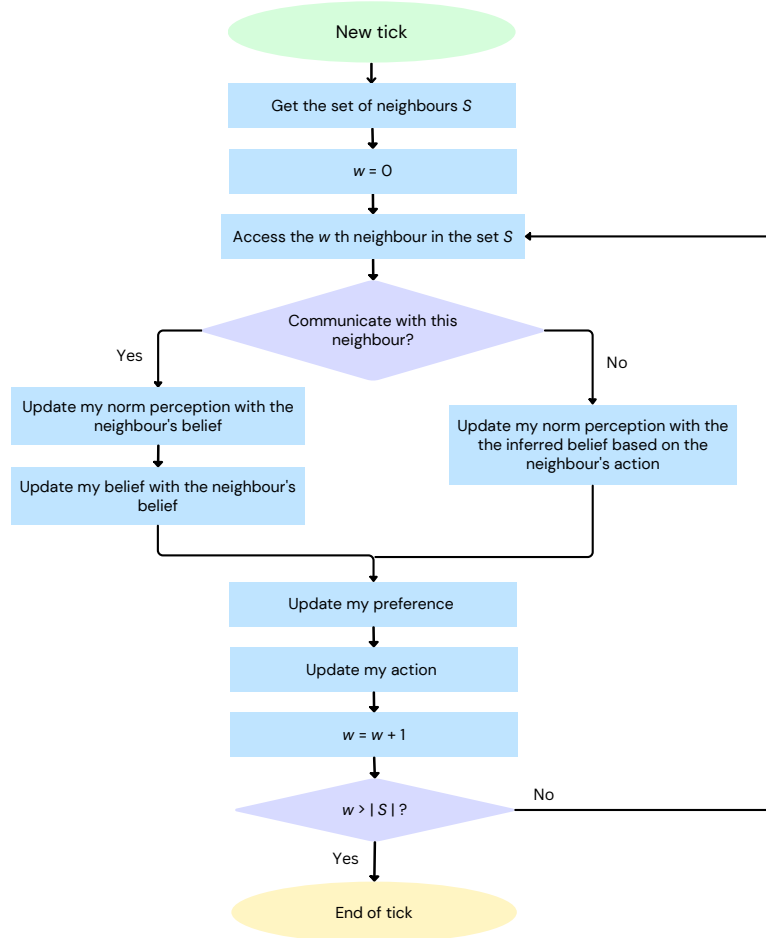 New tick
Get the set of neighbours S
w = 0
Access the w th neighbour in the set S
Communicate with this
neighbour?
Yes
No
Update my norm perception with the
neighbour's belief
Update my norm perception with the
the inferred belief based on the
neighbour's action
Update my belief with the neighbour's
belief
Update my preference
Update my action
w = w + 1
w > | S | ?
No
Yes
End of tick